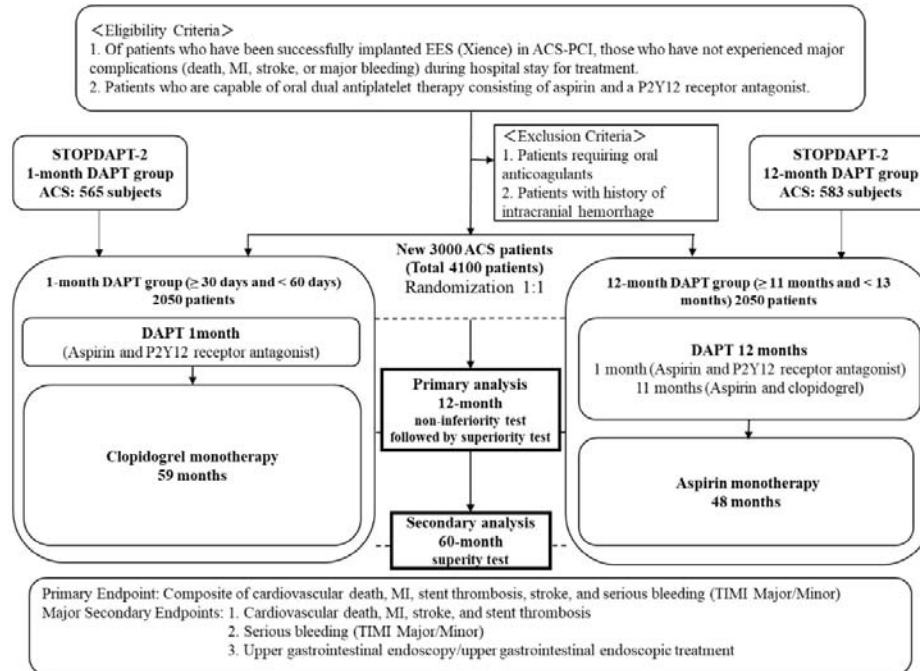 ＜Eligibility Criteria＞
1. Of patients who have been successfully implanted EES (Xience) in ACS-PCI, those who have not experienced major
complications (death, MI, stroke, or major bleeding) during hospital stay for treatment.
2. Patients who are capable of oral dual antiplatelet therapy consisting of aspirin and a P2Y12 receptor antagonist.
STOPDAPT-2
1-month DAPT group
ACS: 565 subjects
＜Exclusion Criteria＞
1. Patients requiring oral
anticoagulants
2. Patients with history of
intracranial hemorrhage
STOPDAPT-2
12-month DAPT group
ACS: 583 subjects
New 3000 ACS patients
(Total 4100 patients)
Randomization 1:1
1-month DAPT group (≥ 30 days and < 60 days)
2050 patients
DAPT 1month
(Aspirin and P2Y12 receptor antagonist)
Clopidogrel monotherapy
59 months
Primary analysis
12-month
non-inferiority test
followed by superiority test
Secondary analysis
60-month
superity test
12-month DAPT group (≥ 11 months and < 13
months) 2050 patients
DAPT 12 months
1 month (Aspirin and P2Y12 receptor antagonist)
11 months (Aspirin and clopidogrel)
Aspirin monotherapy
48 months
Primary Endpoint: Composite of cardiovascular death, MI, stent thrombosis, stroke, and serious bleeding (TIMI Major/Minor)
Major Secondary Endpoints: 1. Cardiovascular death, MI, stroke, and stent thrombosis
2. Serious bleeding (TIMI Major/Minor)
3. Upper gastrointestinal endoscopy/upper gastrointestinal endoscopic treatment